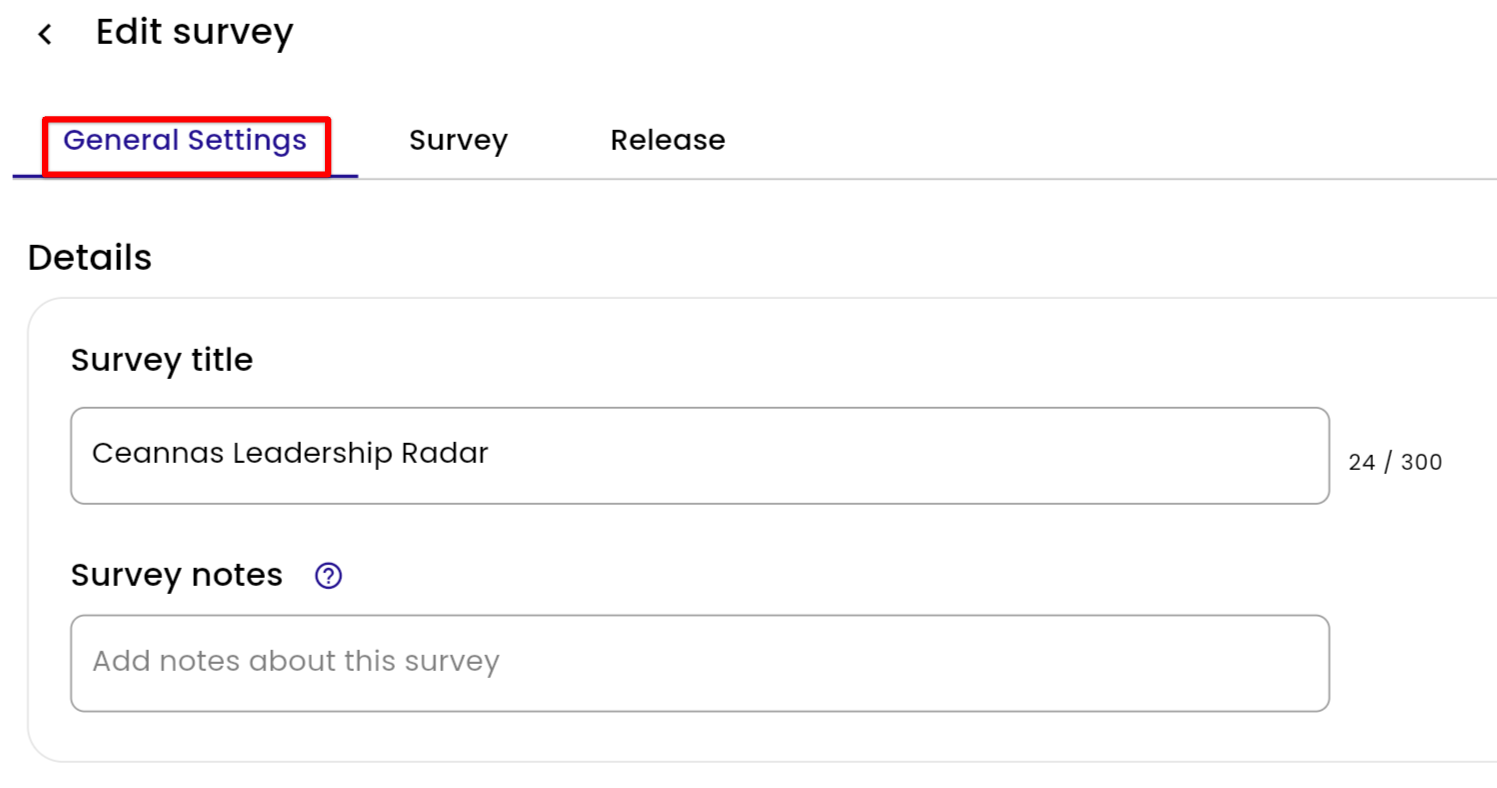 Edit survey
General Settings Survey Release
Details
Survey title
Ceannas Leadership Radar
24 / 300
Survey notes ?
Add notes about this survey